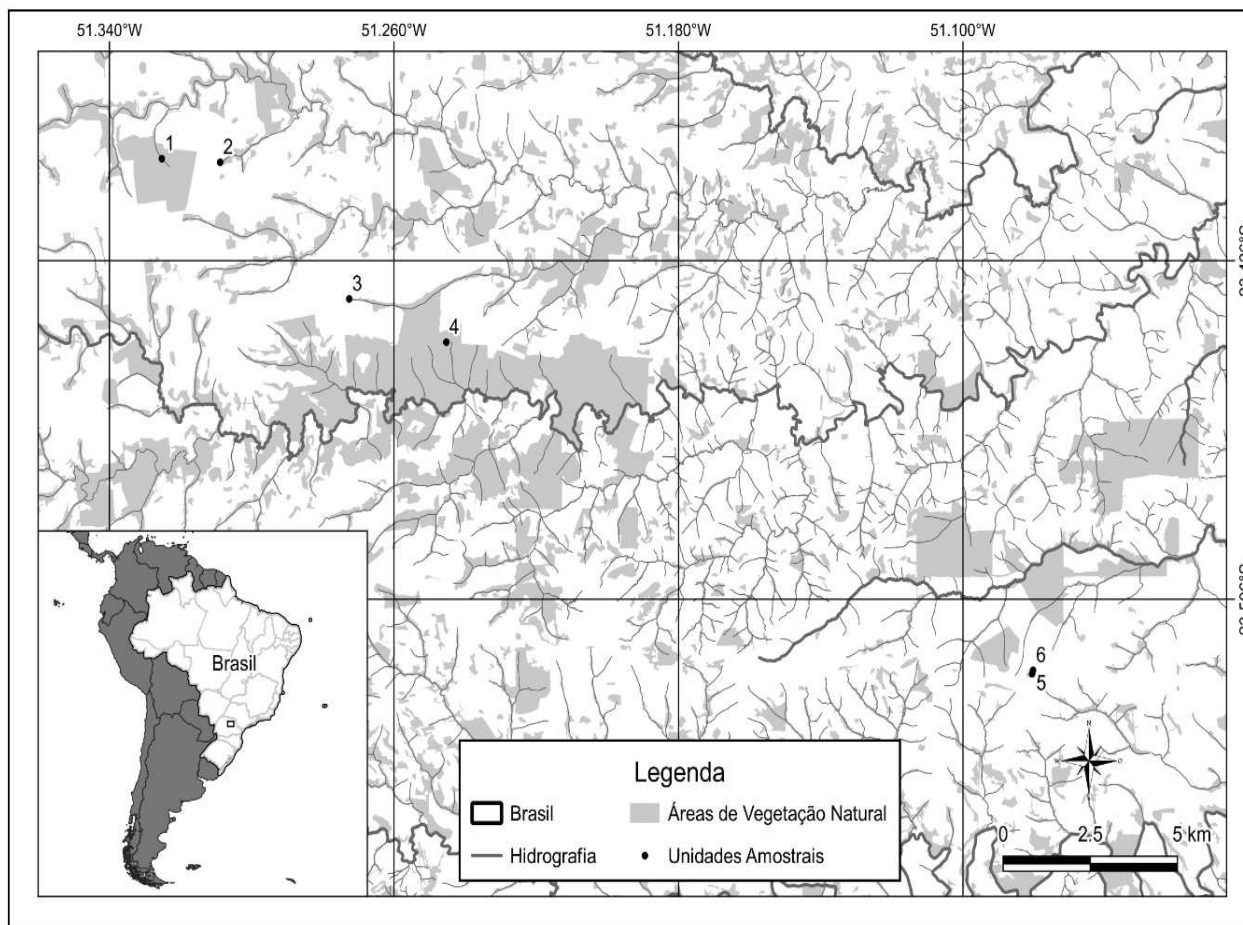 51.340°W 51.260°W 51.180°W 51.100°W
1
2
3
4
6
5
Brasil
N
Legenda
Brasil
Áreas de Vegetação Natural
Hidrografia
Unidades Amostrais
0 2.5 5 km